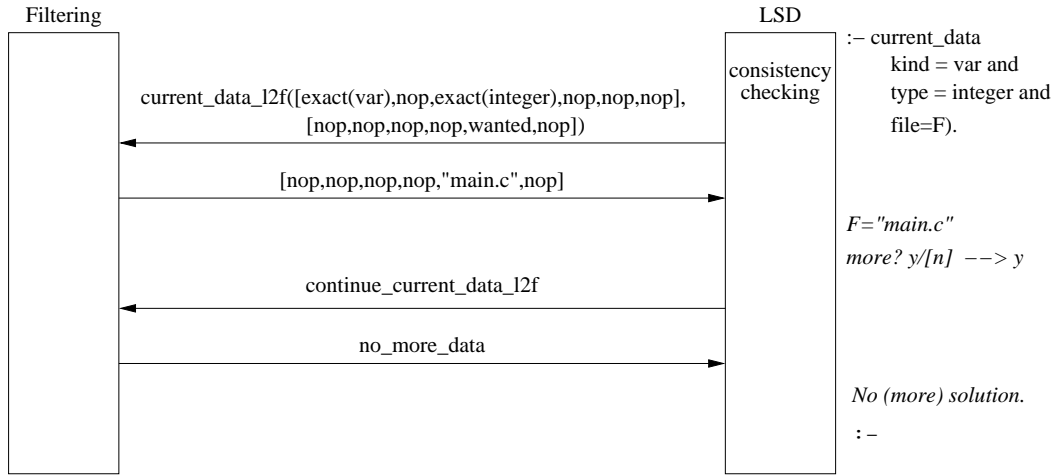 Filtering
LSD
:– current_data
kind = var and
type = integer and
file=F).
consistency
checking
current_data_l2f([exact(var),nop,exact(integer),nop,nop,nop],
[nop,nop,nop,nop,wanted,nop])
[nop,nop,nop,nop,"main.c",nop]
F="main.c"
more? y/[n] −−> y
continue_current_data_l2f
no_more_data
No (more) solution.
:–